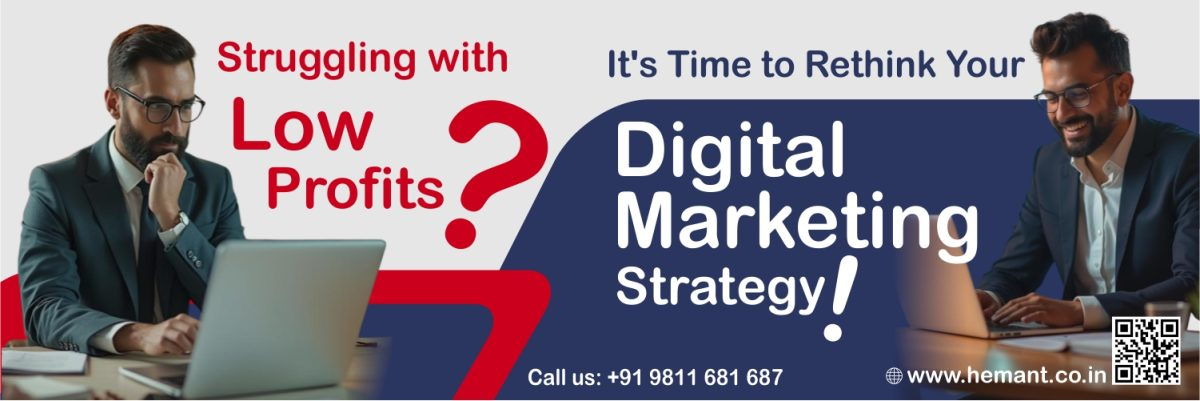 Struggling with
Low
Profits?
It's Time to Rethink Your
Digital
Marketing
Strategy!
Call us: +91 9811 681 687
www.hemant.co.in